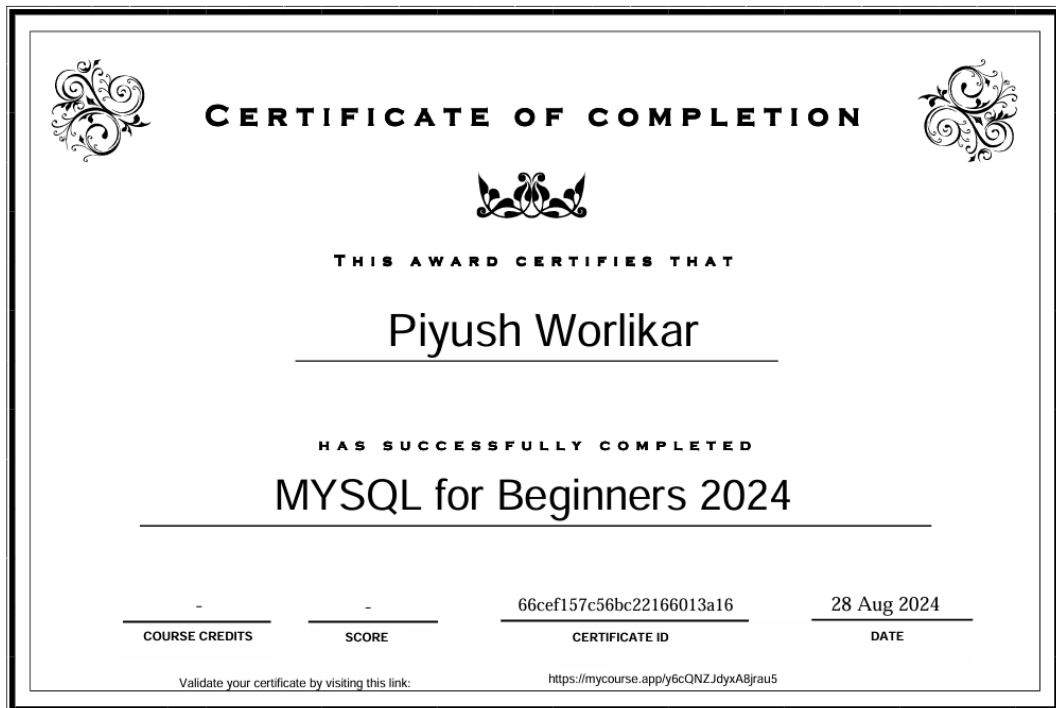 CERTIFICATE OF COMPLETION
THIS AWARD CERTIFIES THAT
Piyush Worlikar
HAS SUCCESSFULLY COMPLETED
MYSQL for Beginners 2024
- - 66cef157c56bc22166013a16 28 Aug 2024
COURSE CREDITS SCORE CERTIFICATE ID DATE
Validate your certificate by visiting this link: https://mycourse.app/y6cQNZJdyxA8jrau5